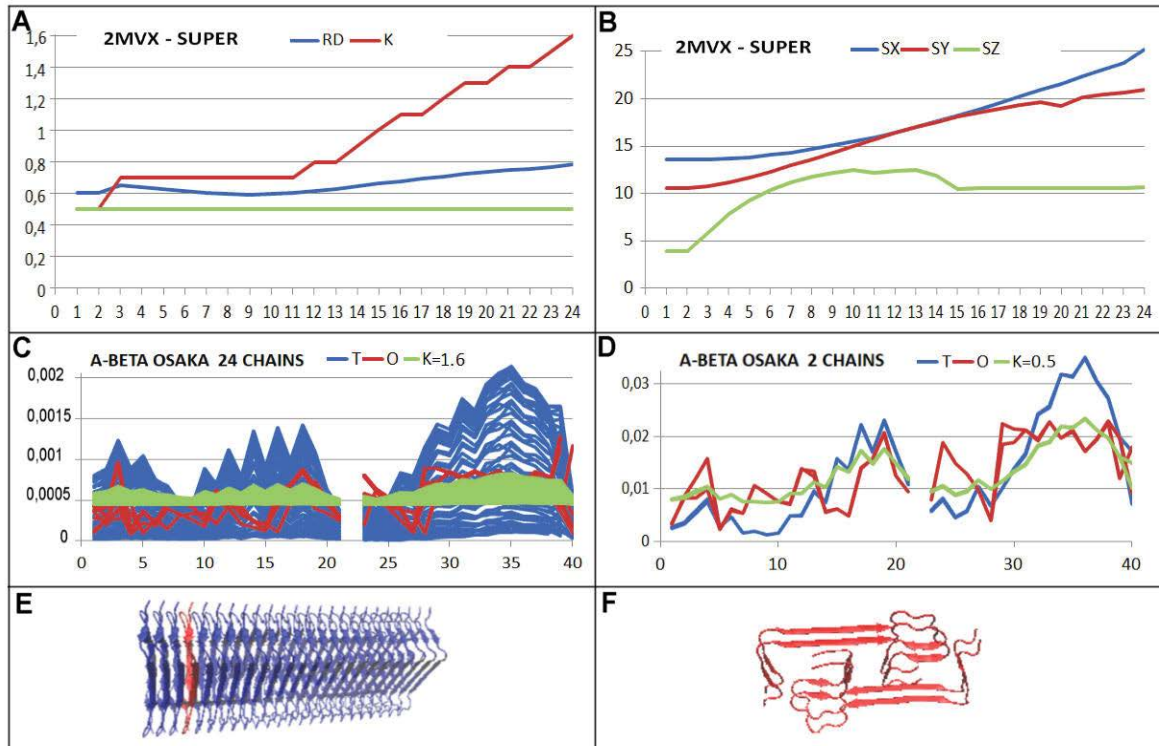 A
2MVX - SUPER
RD K
1,6
1,4
1,2
1
0,8
0,6
0,4
0,2
0
1 2 3 4 5 6 7 8 9 10 11 12 13 14 15 16 17 18 19 20 21 22 23 24
B
2MVX - SUPER
SX SY SZ
25
20
15
10
5
0
1 2 3 4 5 6 7 8 9 10 11 12 13 14 15 16 17 18 19 20 21 22 23 24
C
A-BETA OSAKA 24 CHAINS T O K=1.6
0,002
0,0015
0,001
0,0005
0
0 5 10 15 20 25 30 35 40
D
A-BETA OSAKA 2 CHAINS T O K=0.5
0,03
0,02
0,01
0
0 10 20 30 40
E
F